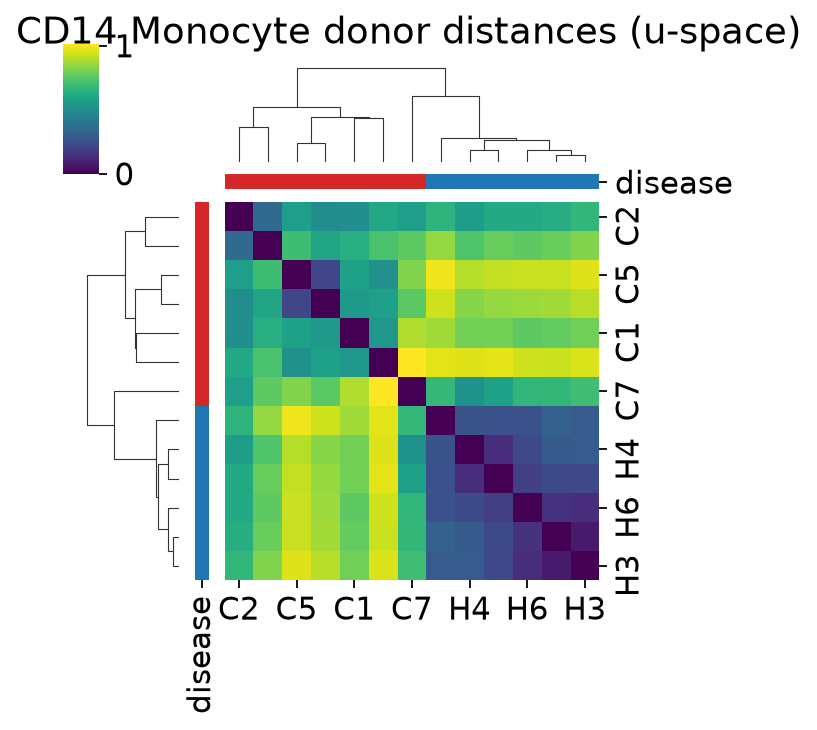 CD14 Monocyte donor distances (u-space)
1
0
disease
C2
C5
C1
C7
H4
H6
H3
disease
C2 C5 C1 C7 H4 H6 H3